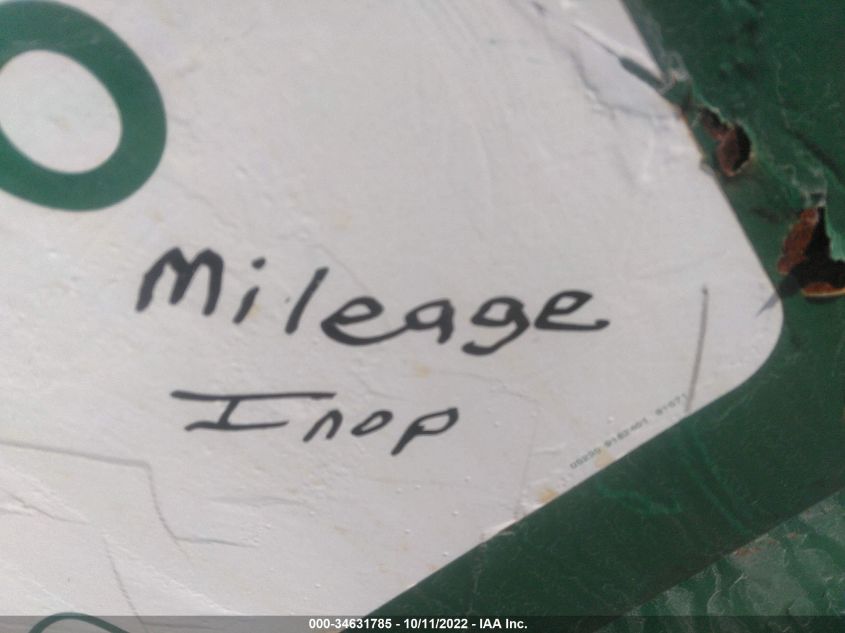 Mileage
Inop
000-34631785 - 10/11/2022 - IAA Inc.